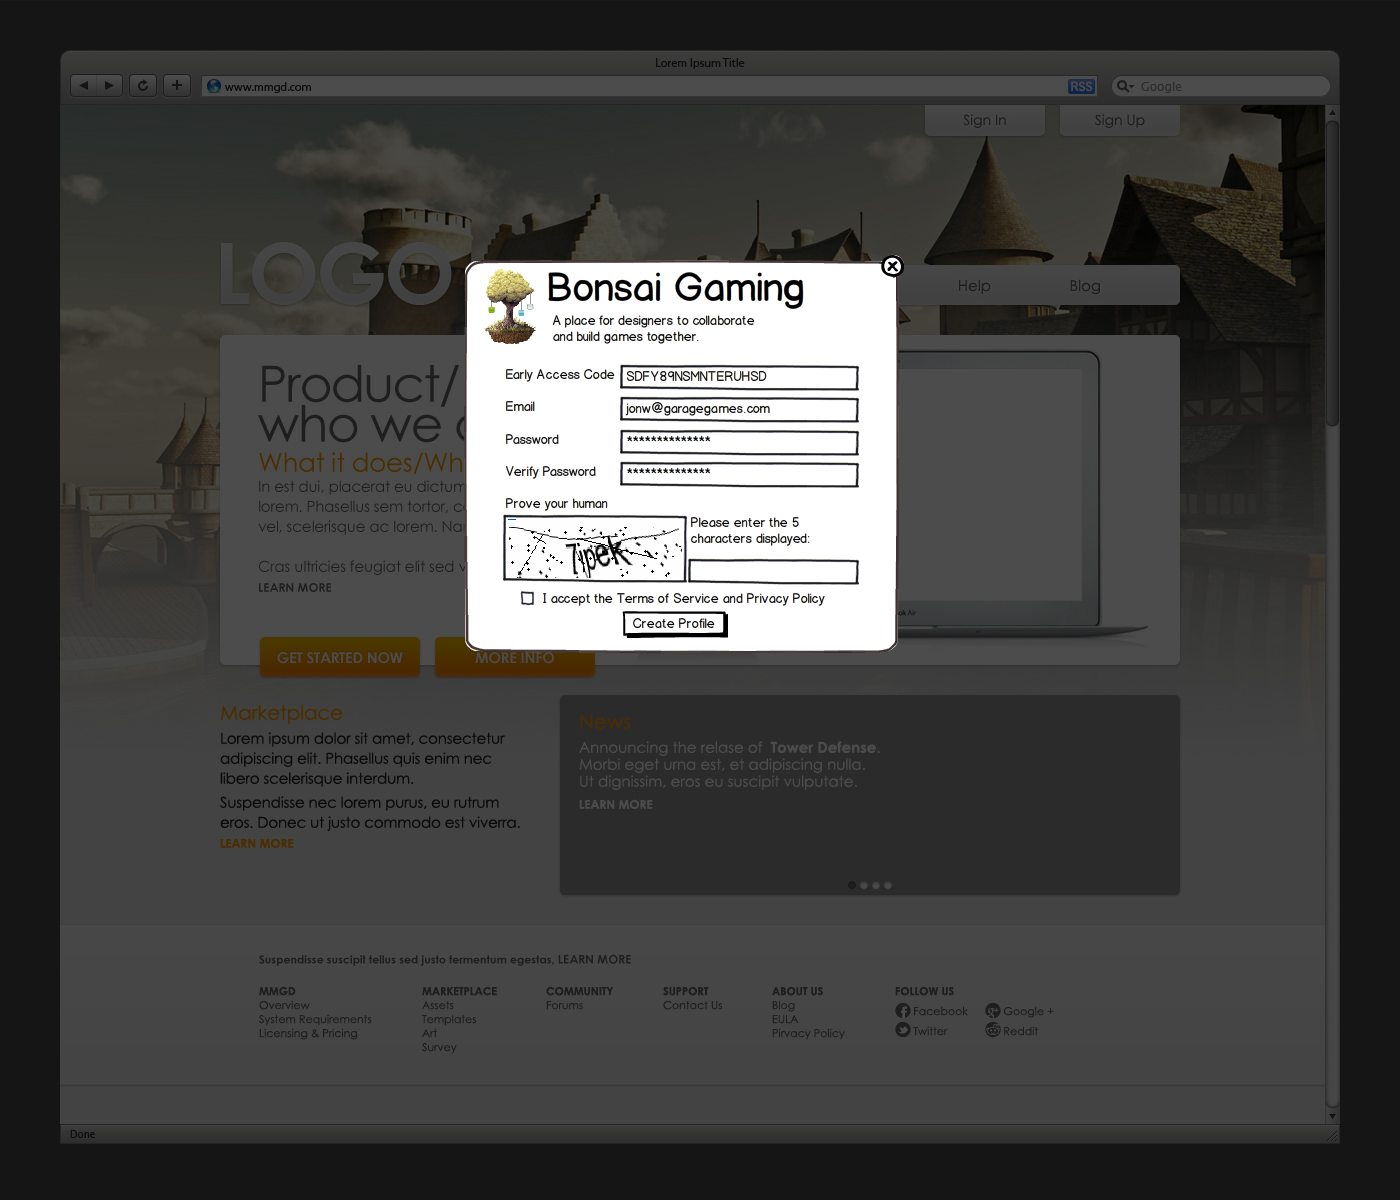 Lorem Ipsum Title
www.mmgd.com
RSS
Google
Sign In
Sign Up
LOGO
Help
Blog
Bonsai Gaming
A place for designers to collaborate
and build games together.
Early Access Code
SDFY89NSMNTERUHSD
Email
jonw@garagegames.com
Password
**************
Verify Password
**************
Prove your human
7ipek
Please enter the 5
characters displayed:
I accept the Terms of Service and Privacy Policy
Create Profile
Product/
who we
What it does/Wh
In est dui, placerat eu dictum
lorem. Phasellus sem tortor,
vel, scelerisque ac lorem.
Cras ultricies feugiat elit sed
LEARN MORE
GET STARTED NOW
MORE INFO
Marketplace
Lorem ipsum dolor sit amet, consectetur
adipiscing elit. Phasellus quis enim nec
libero scelerisque interdum.
Suspendisse nec lorem purus, eu rutrum
eros. Donec ut justo commodo est viverra.
LEARN MORE
News
Announcing the relase of Tower Defense.
Morbi eget urna est, et adipiscing nulla.
Ut dignissim, eros eu suscipit vulputate.
LEARN MORE
Suspendisse suscipit tellus sed justo fermentum egestas, LEARN MORE
MMGD
Overview
System Requirements
Licensing & Pricing
MARKETPLACE
Assets
Templates
Art
Survey
COMMUNITY
Forums
SUPPORT
Contact Us
ABOUT US
Blog
EULA
Pirvacy Policy
FOLLOW US
Facebook
Google +
Twitter
Reddit
Done